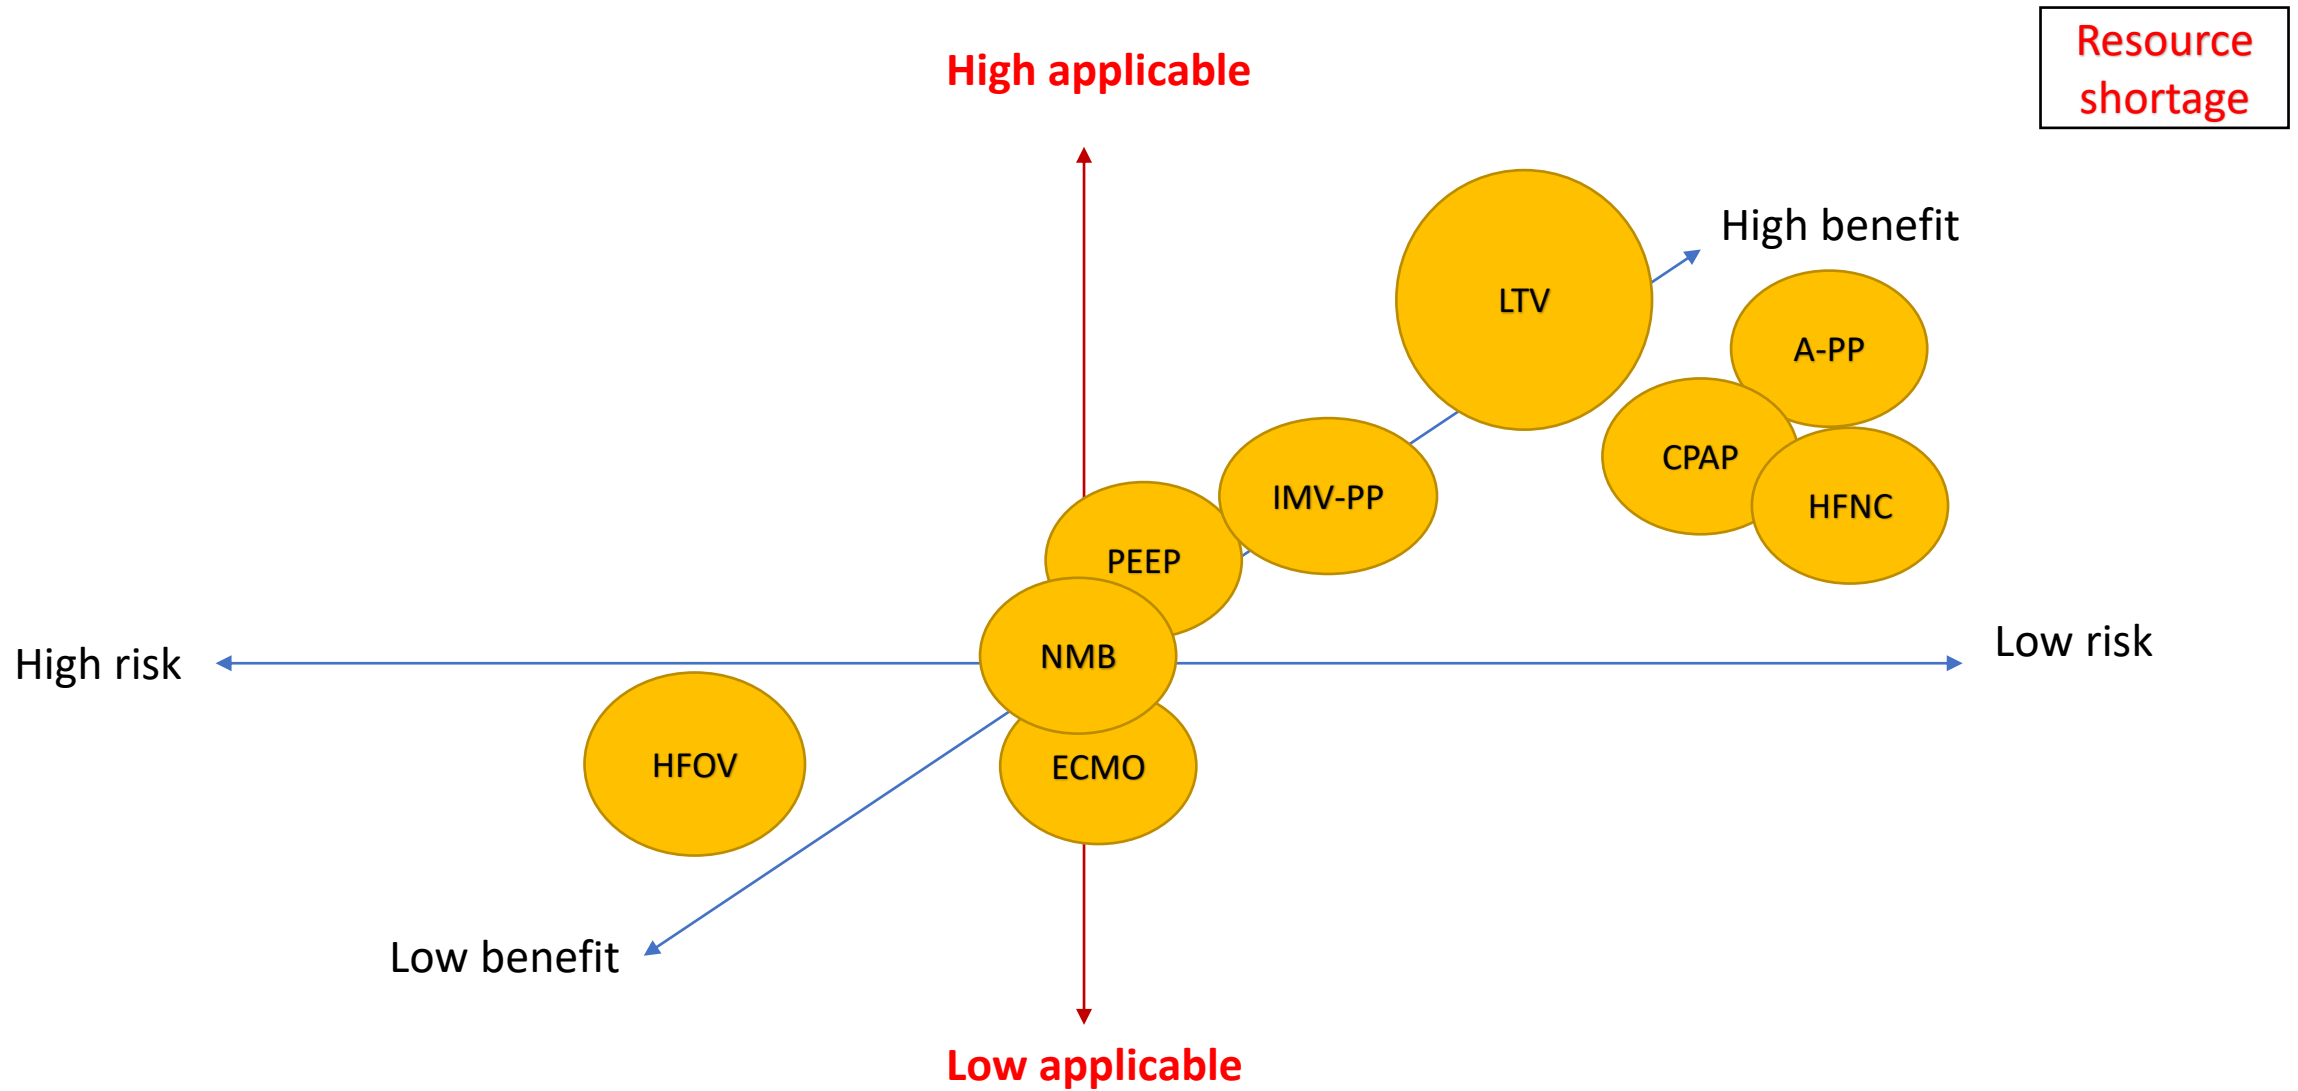 Resource
shortage
High applicable
High benefit
LTV
A-PP
CPAP
IMV-PP
HFNC
PEEP
Low risk
NMB
High risk
HFOV
ECMO
Low benefit
Low applicable